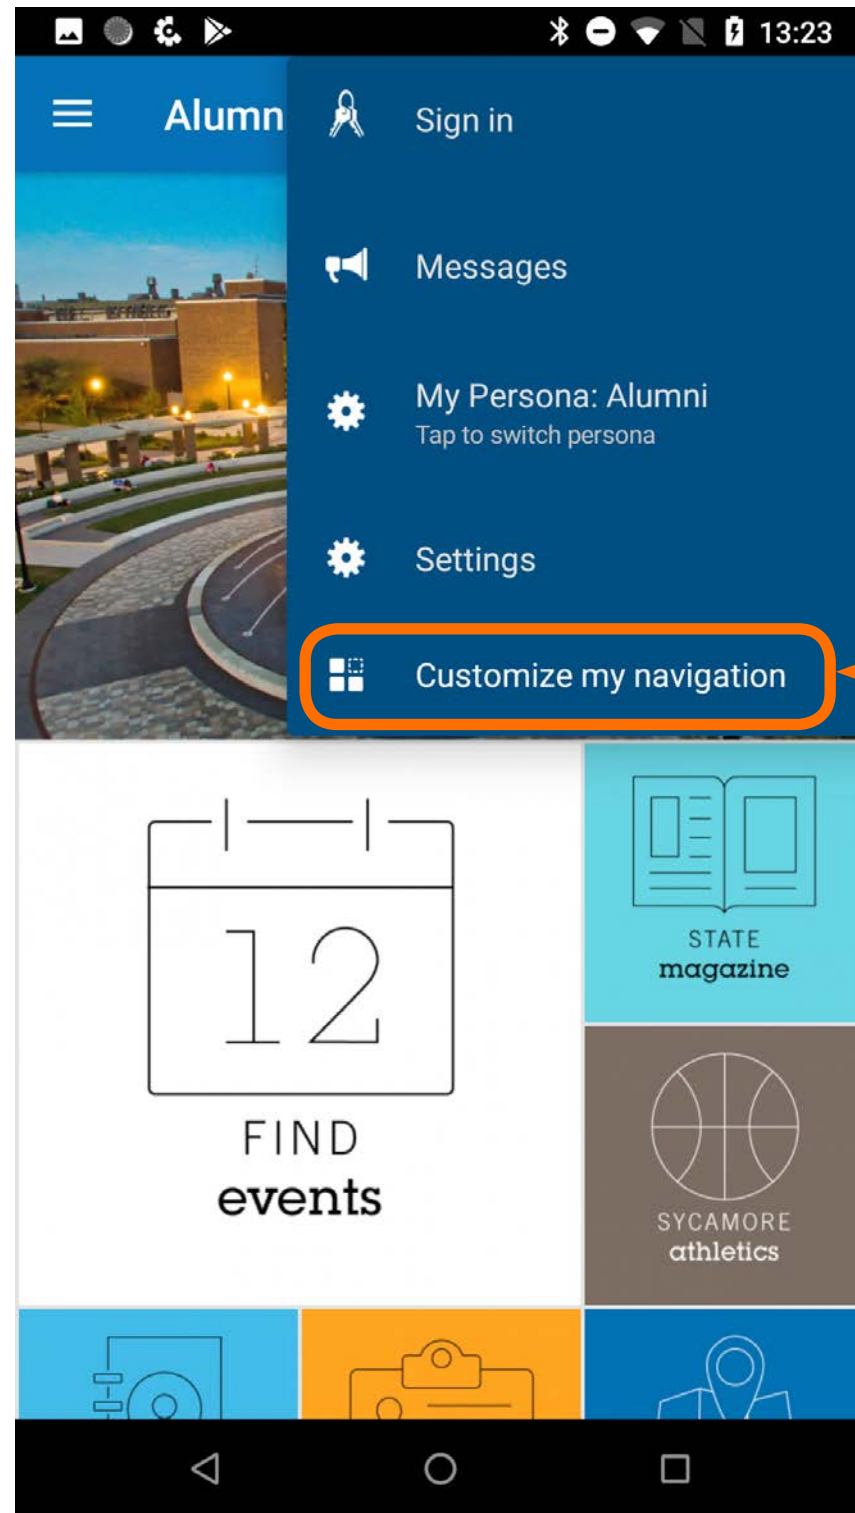 13:23
Alumn
Sign in
Messages
My Persona: Alumni
Tap to switch persona
Settings
Customize my navigation
12
FIND
events
STATE
magazine
SYCAMORE
athletics